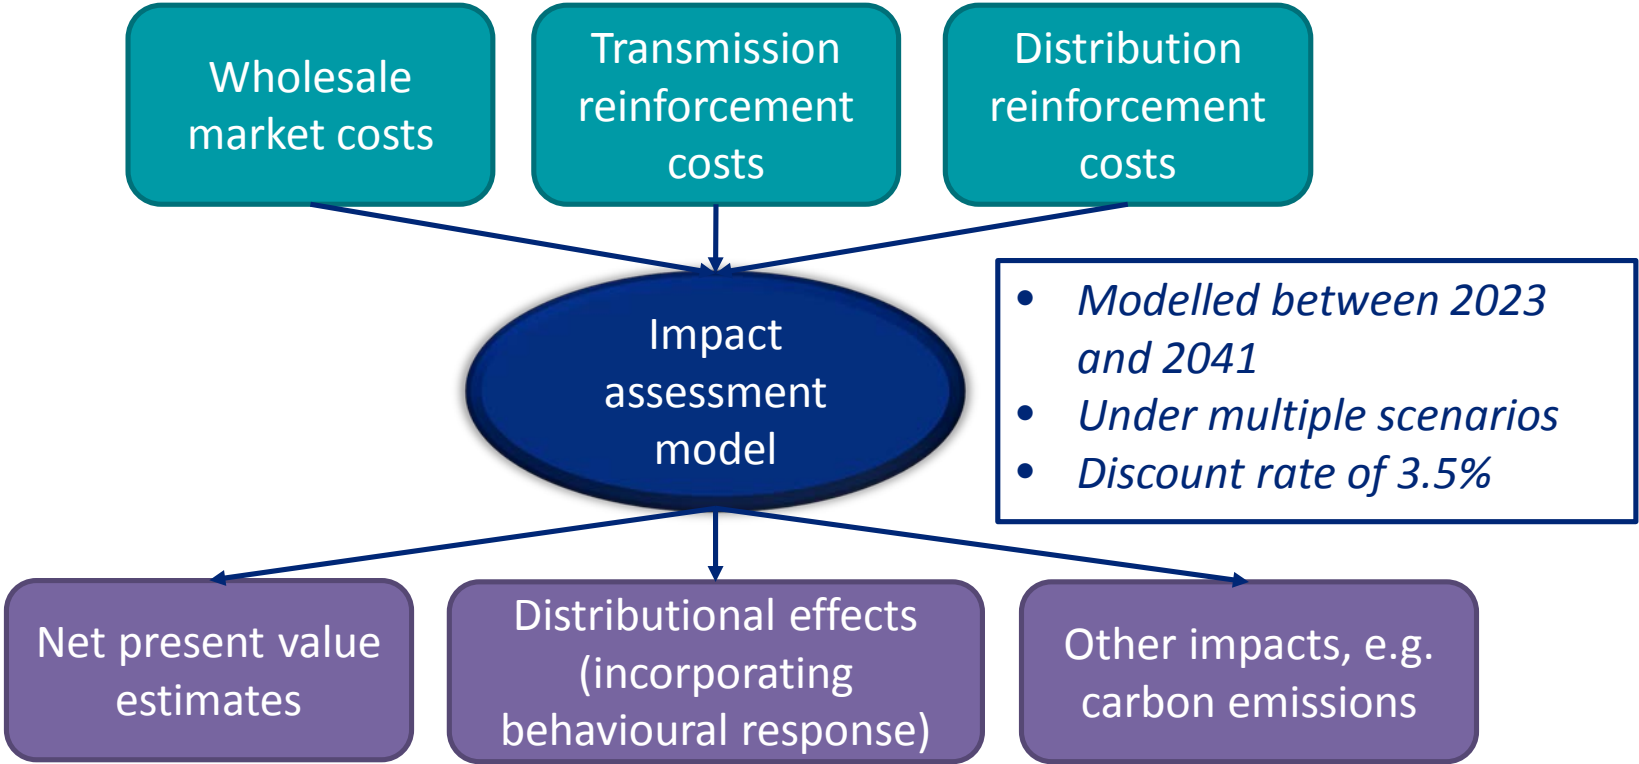 Wholesale
market costs
Transmission
reinforcement
costs
Distribution
reinforcement
costs
Impact
assessment
model
• Modelled between 2023
and 2041
• Under multiple scenarios
• Discount rate of 3.5%
Net present value
estimates
Distributional effects
(incorporating
behavioural response)
Other impacts, e.g.
carbon emissions